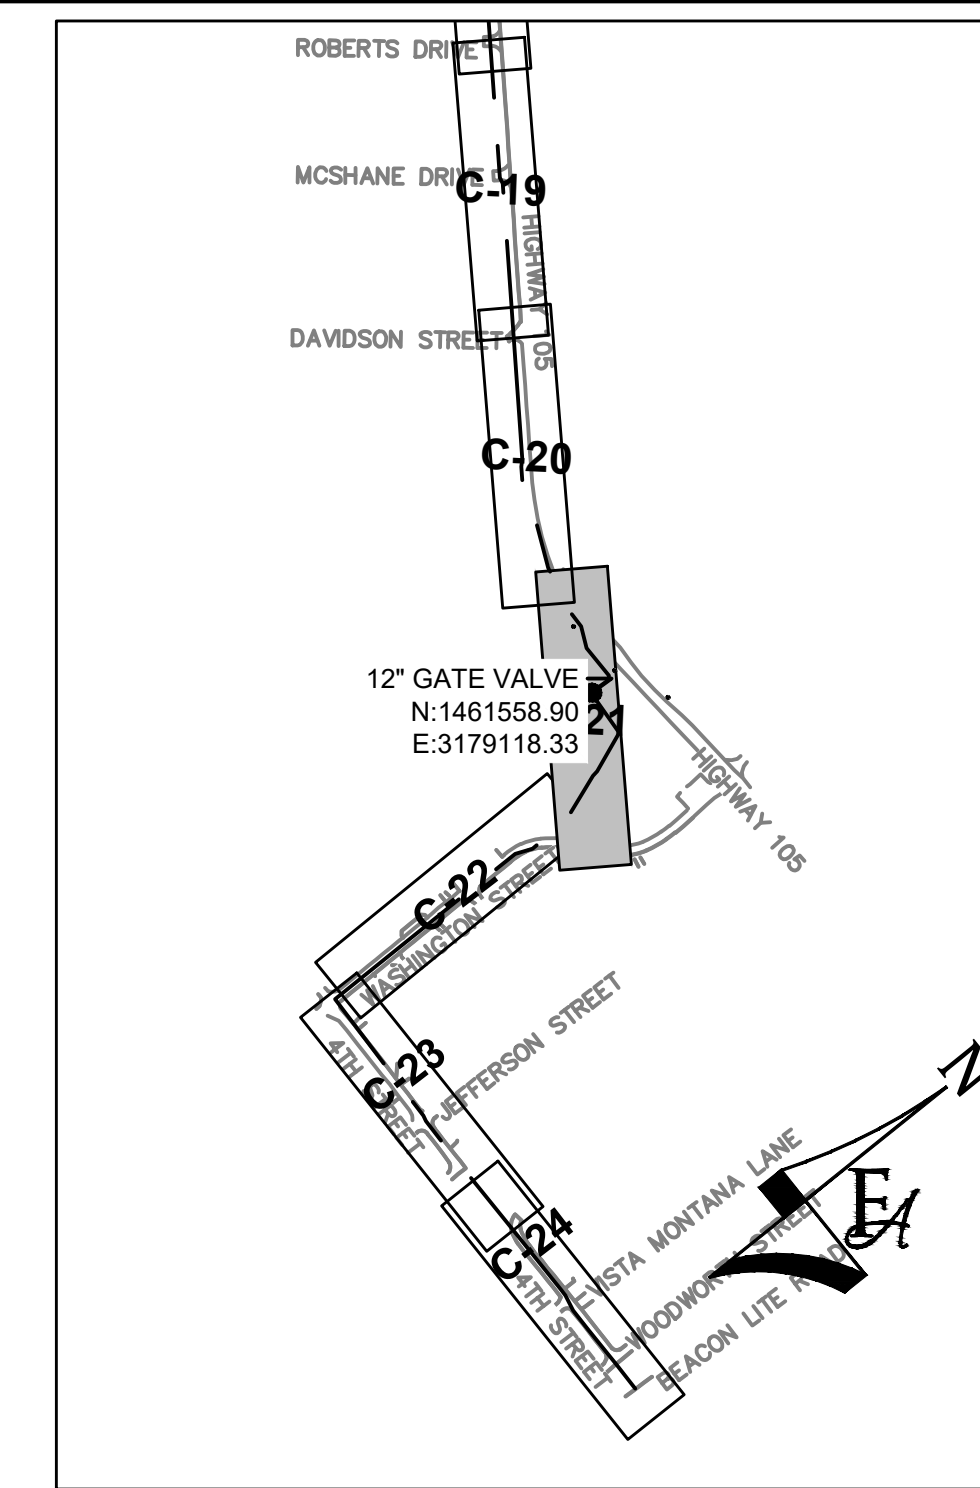 ROBERTS DRIVE
MCSHANE DRIVE
C-19
HIGHWAY 105
DAVIDSON STREET
C-20
12" GATE VALVE
N:1461558.90
E:3179118.33
21
HIGHWAY 105
C-22
WASHINGTON STREET
4TH STREET
C-23
JEFFERSON STREET
C-24
4TH STREET
VISTA MONTANA LANE
WOODWORTH STREET
BEACON LITE ROAD
N
EA